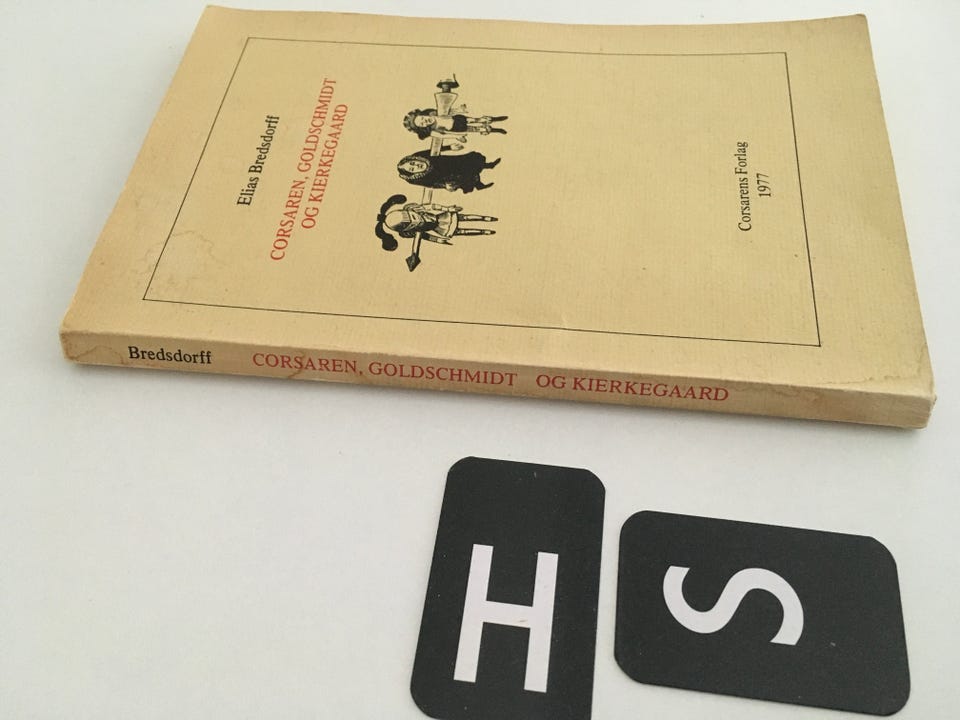 Elias Bredsdorff
CORSAREN, GOLDSCHMIDT
OG KIERKEGAARD
Corsarens Forlag
1977
Bredsdorff CORSAREN, GOLDSCHMIDT OG KIERKEGAARD
H
S